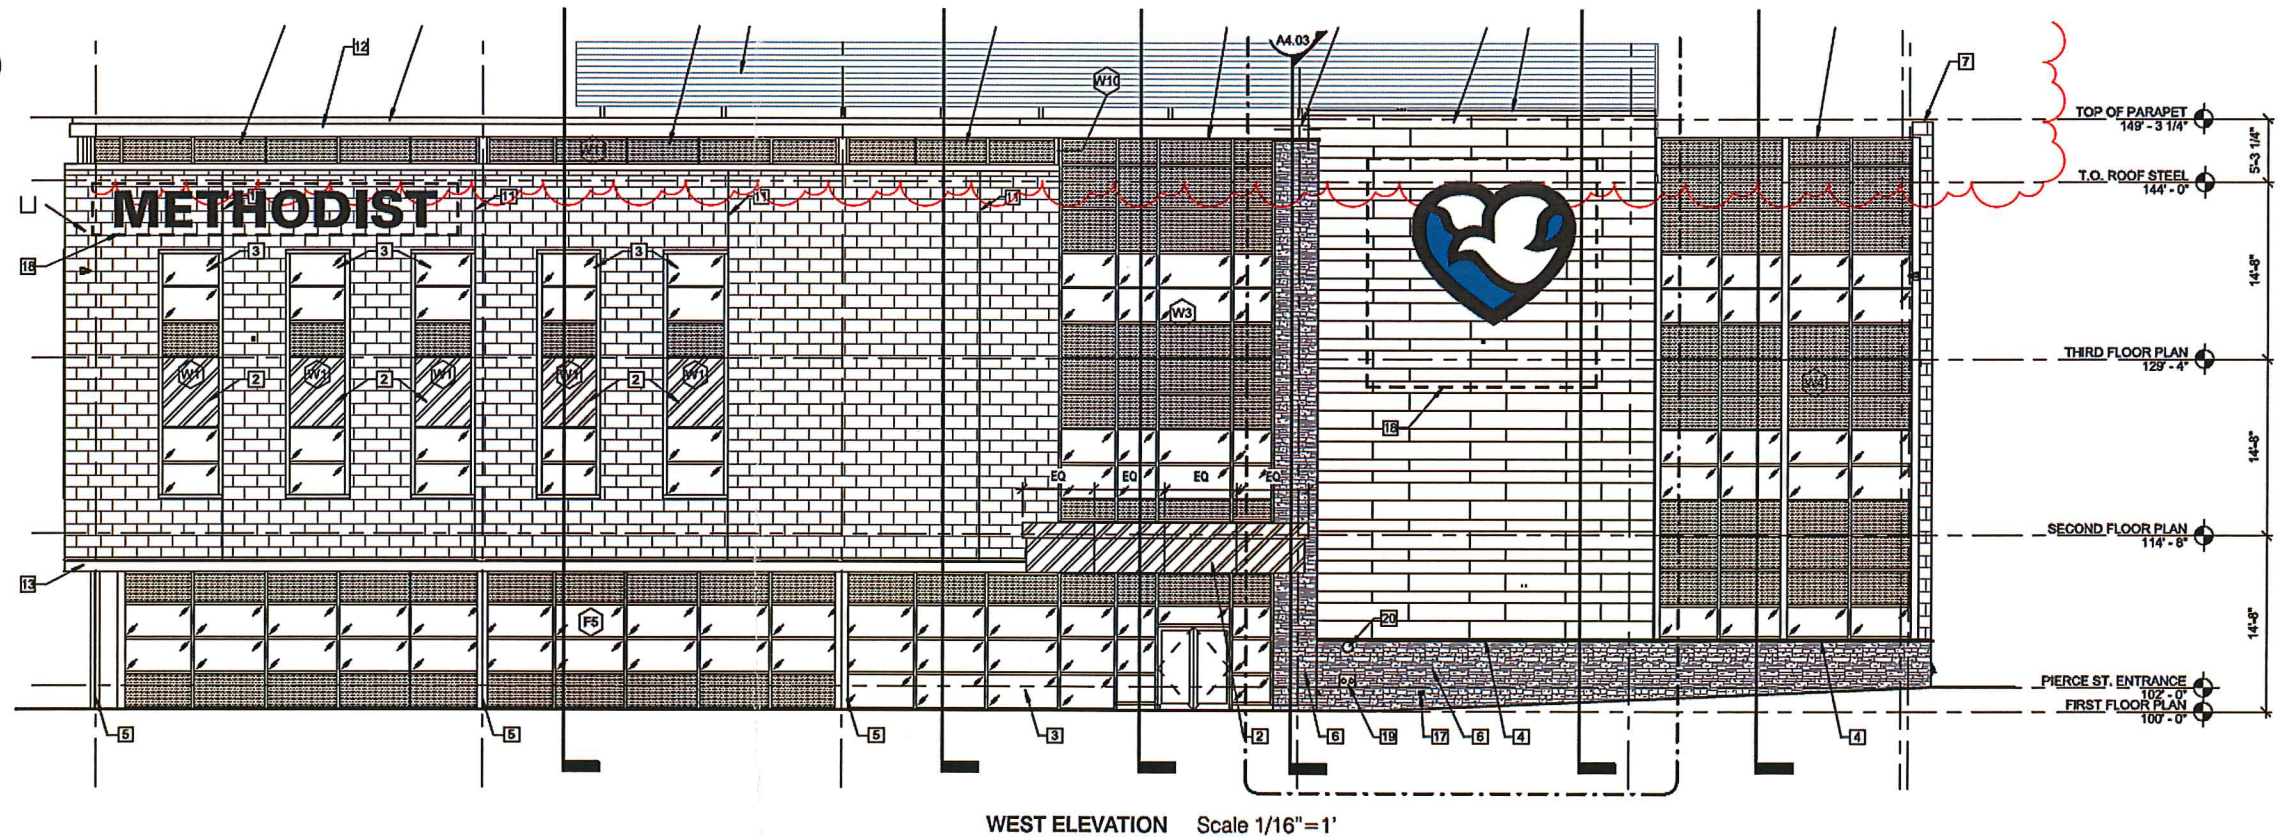 A4.03
12
7
W10
TOP OF PARAPET
149' - 3 1/4"
5'-3 1/4"
W11
T.O. ROOF STEEL
144' - 0"
METHODIST
11
11
11
11
18
3
3
3
14'-8"
W3
THIRD FLOOR PLAN
129' - 4"
W1
W1
W1
W1
W1
2
2
2
W4
18
14'-8"
EQ
EQ
EQ
EQ
SECOND FLOOR PLAN
114' - 8"
13
F5
20
14'-8"
PIERCE ST. ENTRANCE
102' - 0"
FIRST FLOOR PLAN
100' - 0"
5
5
5
3
2
6
19
17
6
4
4
WEST ELEVATION Scale 1/16"=1'